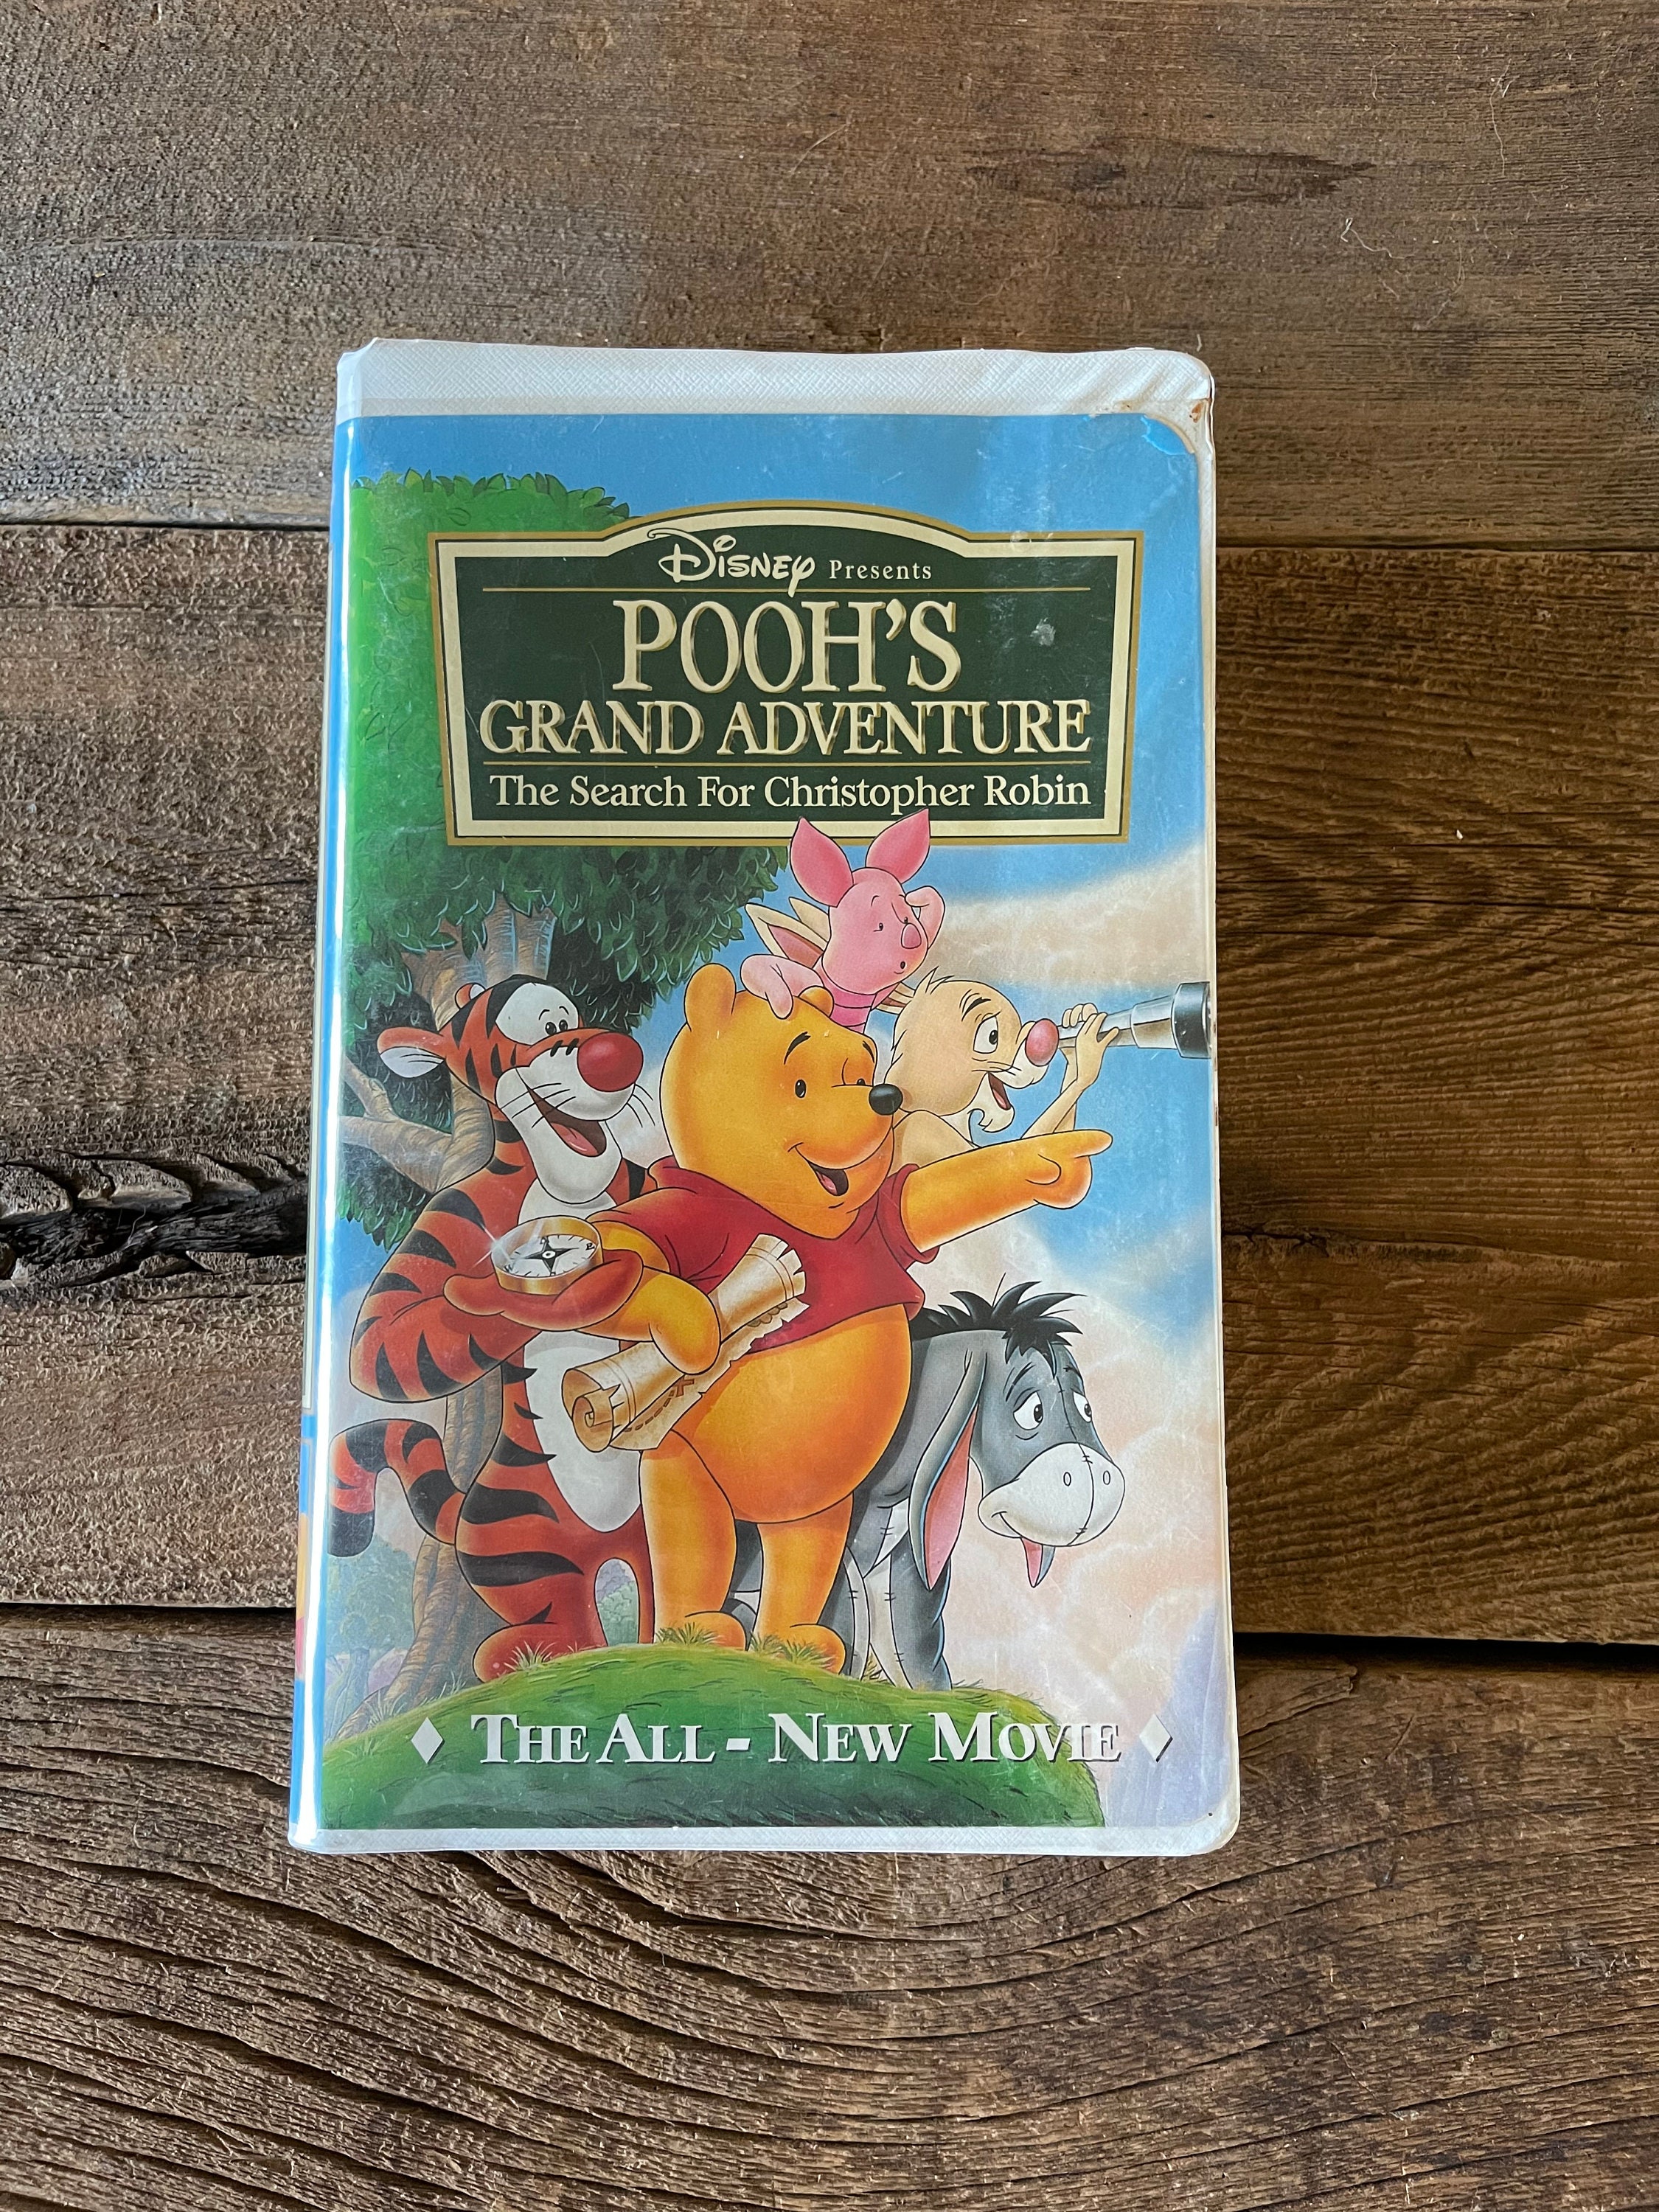 Disney Presents
POOH'S
GRAND ADVENTURE
The Search For Christopher Robin
THE ALL - NEW MOVIE